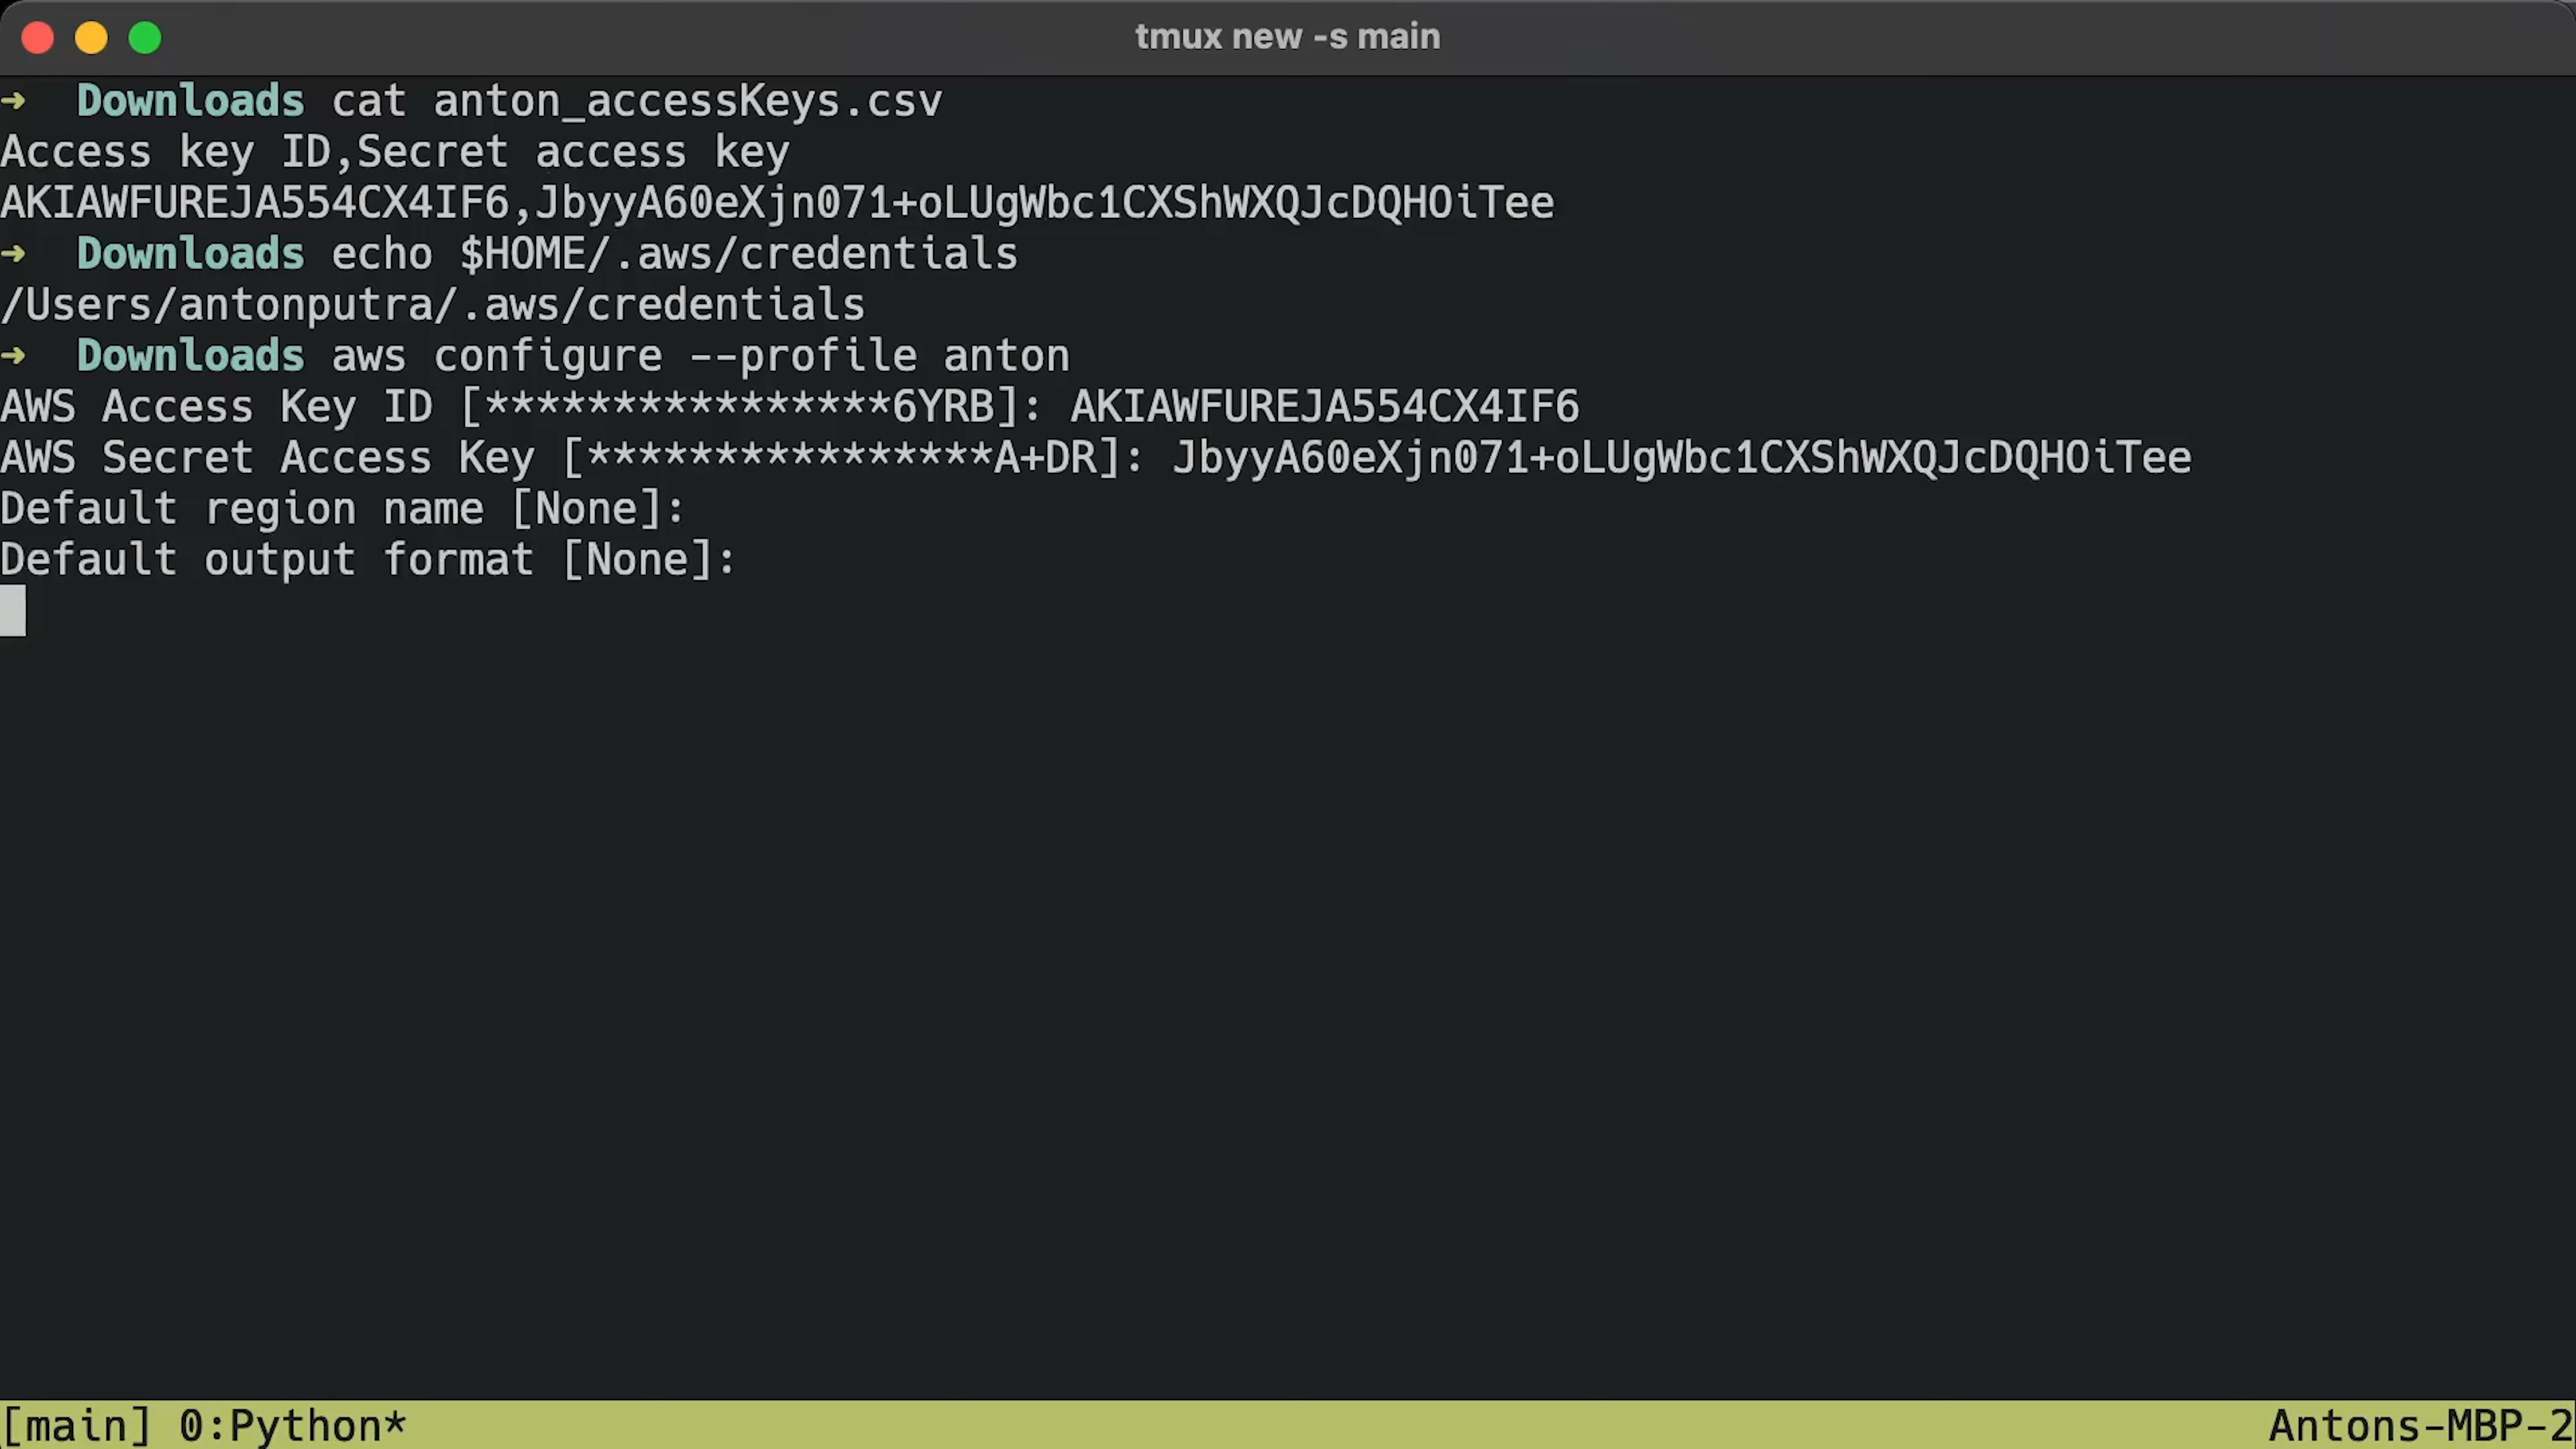 tmux new -s main
➜ Downloads cat anton_accessKeys.csv
Access key ID,Secret access key
AKIAWFUREJA554CX4IF6,JbyyA60eXjn071+oLUgWbc1CXShWXQJcDQHOiTee
➜ Downloads echo $HOME/.aws/credentials
/Users/antonputra/.aws/credentials
➜ Downloads aws configure --profile anton
AWS Access Key ID [****************6YRB]: AKIAWFUREJA554CX4IF6
AWS Secret Access Key [****************A+DR]: 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
Default region name [None]:
Default output format [None]:
[main] 0:Python* Antons-MBP-2